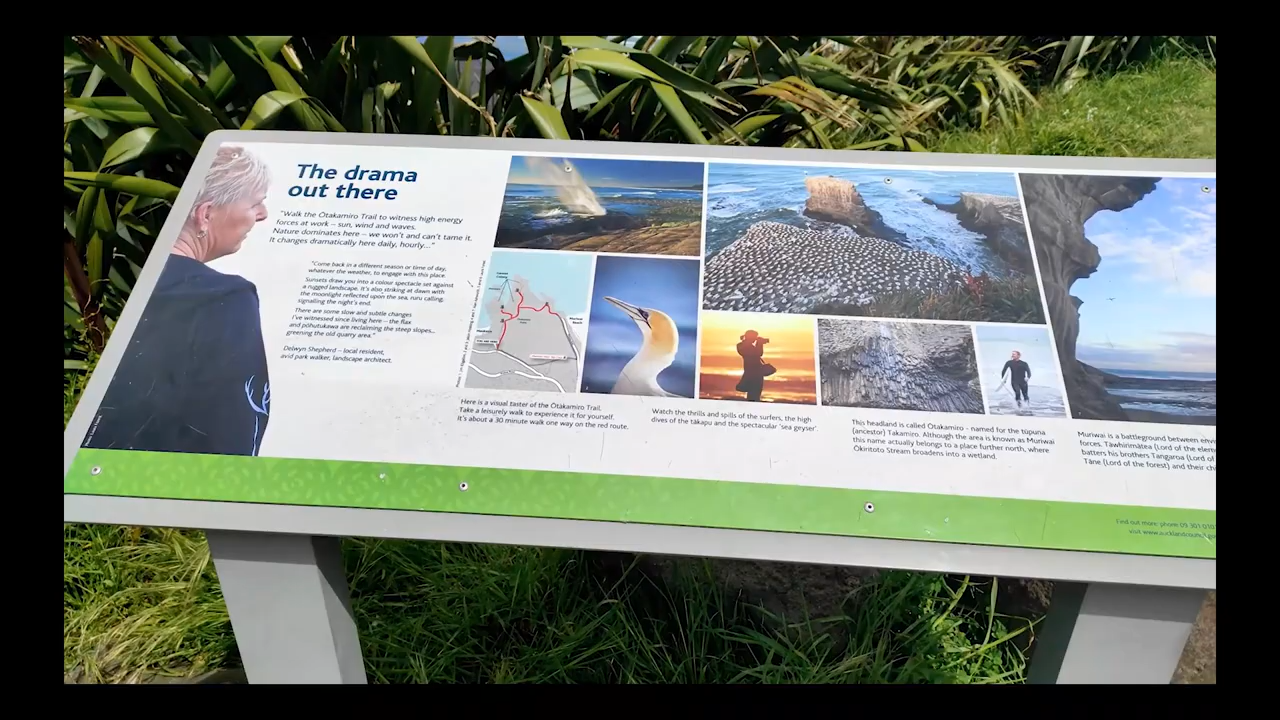 The drama
out there
"Walk the Ōtakamiro Trail to witness high energy
forces at work – sun, wind and waves.
Nature dominates here – we won't and can't tame it.
It changes dramatically here daily, hourly..."
"Come back in a different season or time of day,
whatever the weather, to engage with this place.
Sunsets draw you into a colour spectacle set against
a rugged landscape. It's also striking at dawn with
the moonlight reflected upon the sea, ruru calling,
signalling the night's end.
There are some slow and subtle changes
I've witnessed since living here – the flax
and pōhutukawa are reclaiming the steep slopes...
greening the old quarry area."
Delwyn Shepherd – local resident,
avid park walker, landscape architect.
Here is a visual taster of the Ōtakamiro Trail.
Take a leisurely walk to experience it for yourself.
It's about a 30 minute walk one way on the red route.
Watch the thrills and spills of the surfers, the high
dives of the tākapu and the spectacular 'sea geyser'.
This headland is called Ōtakamiro - named for the tūpuna
(ancestor) Takamiro. Although the area is known as Muriwai
this name actually belongs to a place further north, where
Ōkiritoto Stream broadens into a wetland.
Muriwai is a battleground between envi
forces. Tāwhirimātea (Lord of the elem
batters his brothers Tangaroa (Lord of
Tāne (Lord of the forest) and their chi
Find out more: phone 09 301 010
visit www.aucklandcouncil.go